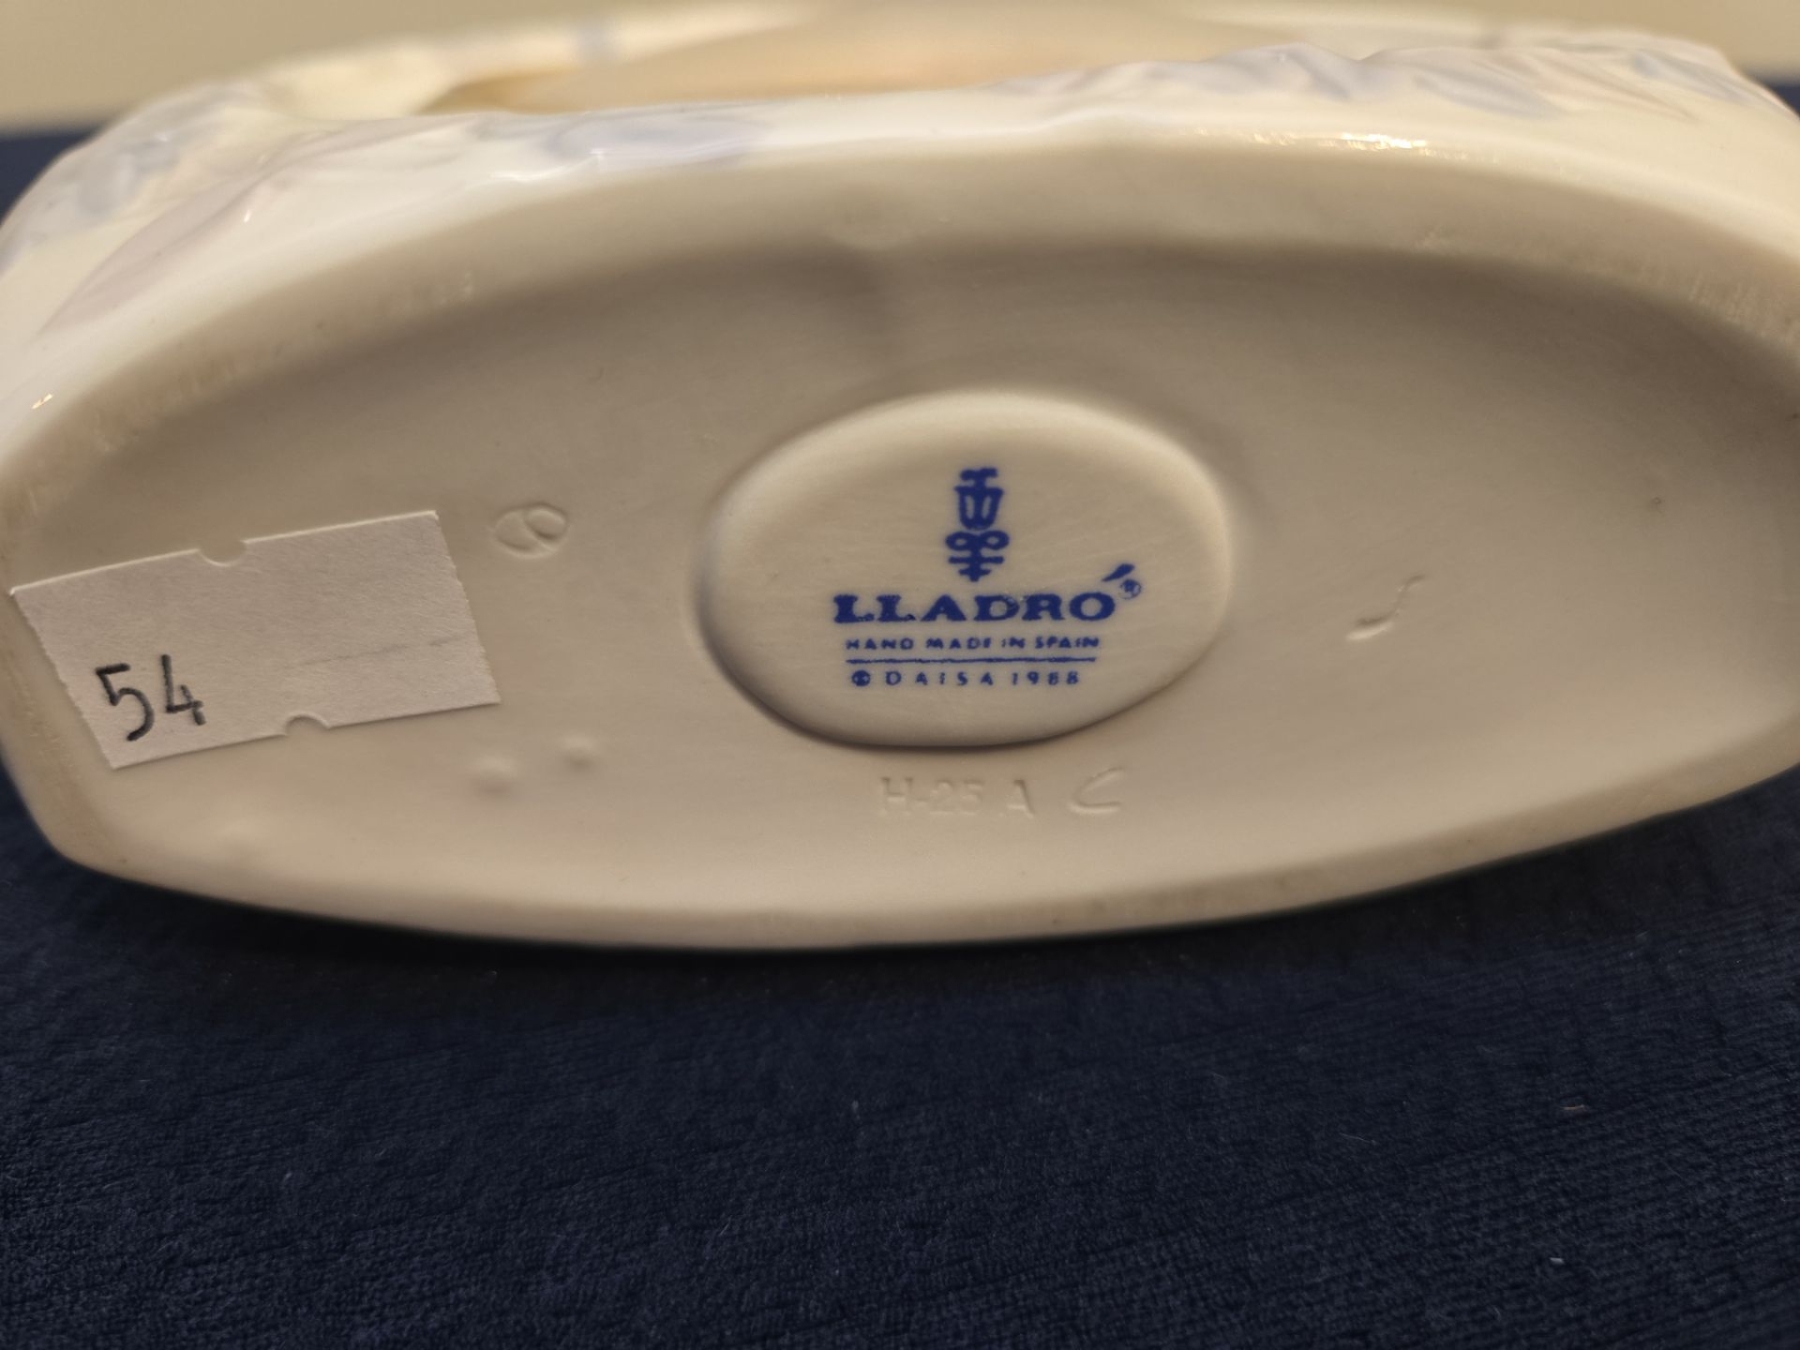 LLADRÓ®
HAND MADE IN SPAIN
© DAISA 1988
54
H-25 A C